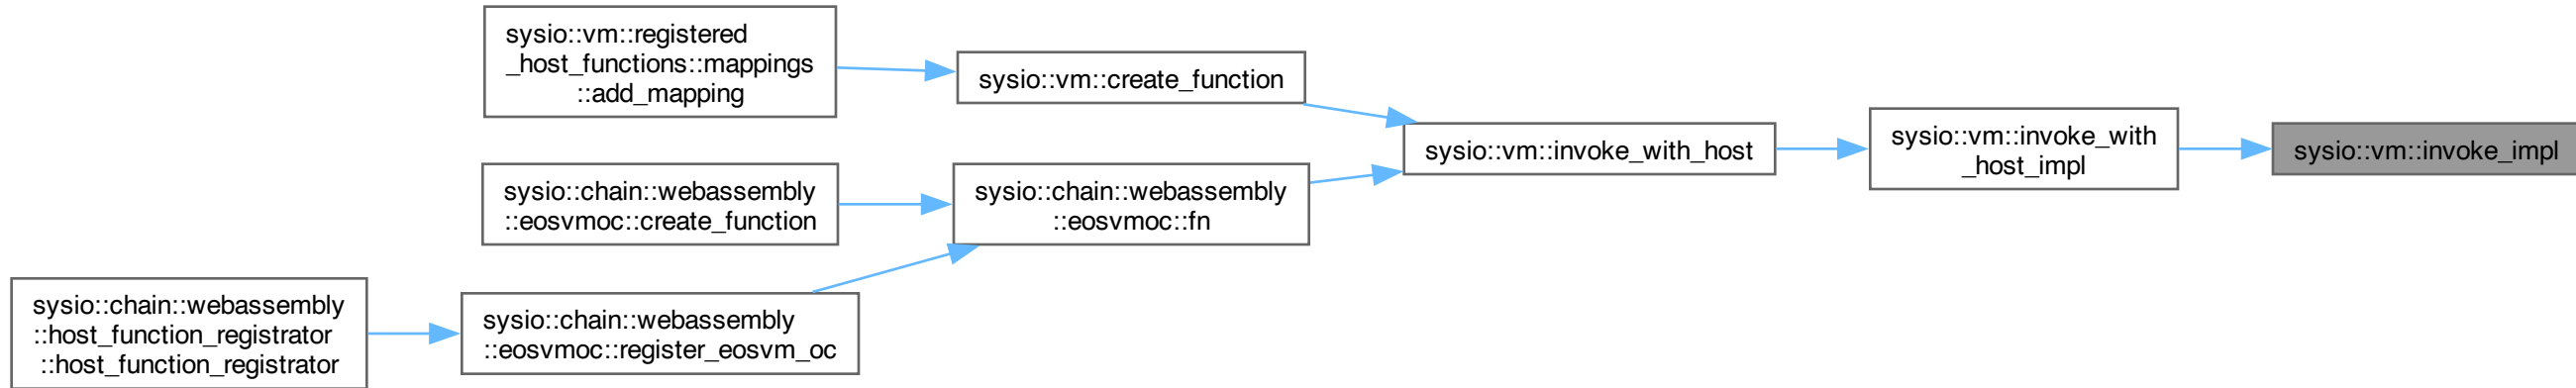 sysio::vm::registered
_host_functions::mappings
::add_mapping
sysio::vm::create_function
sysio::chain::webassembly
::eosvmoc::create_function
sysio::chain::webassembly
::eosvmoc::fn
sysio::vm::invoke_with_host
sysio::vm::invoke_with
_host_impl
sysio::vm::invoke_impl
sysio::chain::webassembly
::host_function_registrator
::host_function_registrator
sysio::chain::webassembly
::eosvmoc::register_eosvm_oc